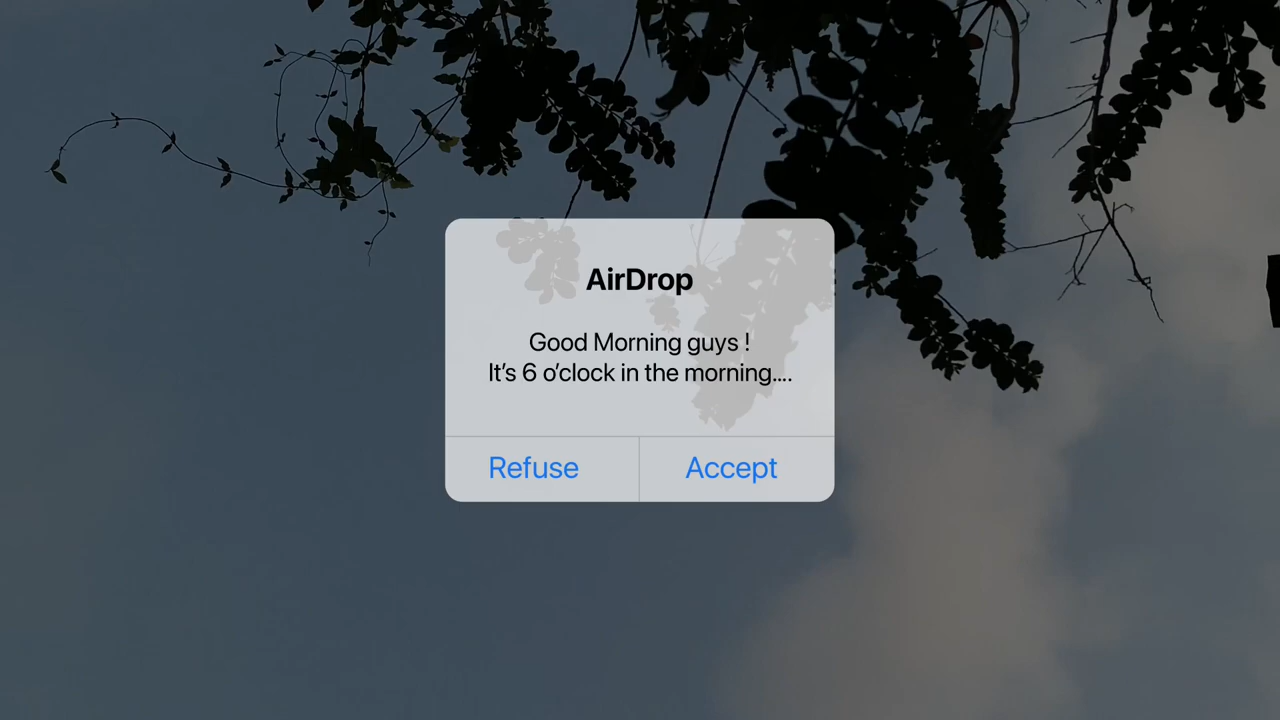 AirDrop
Good Morning guys !
It’s 6 o’clock in the morning....
Refuse
Accept